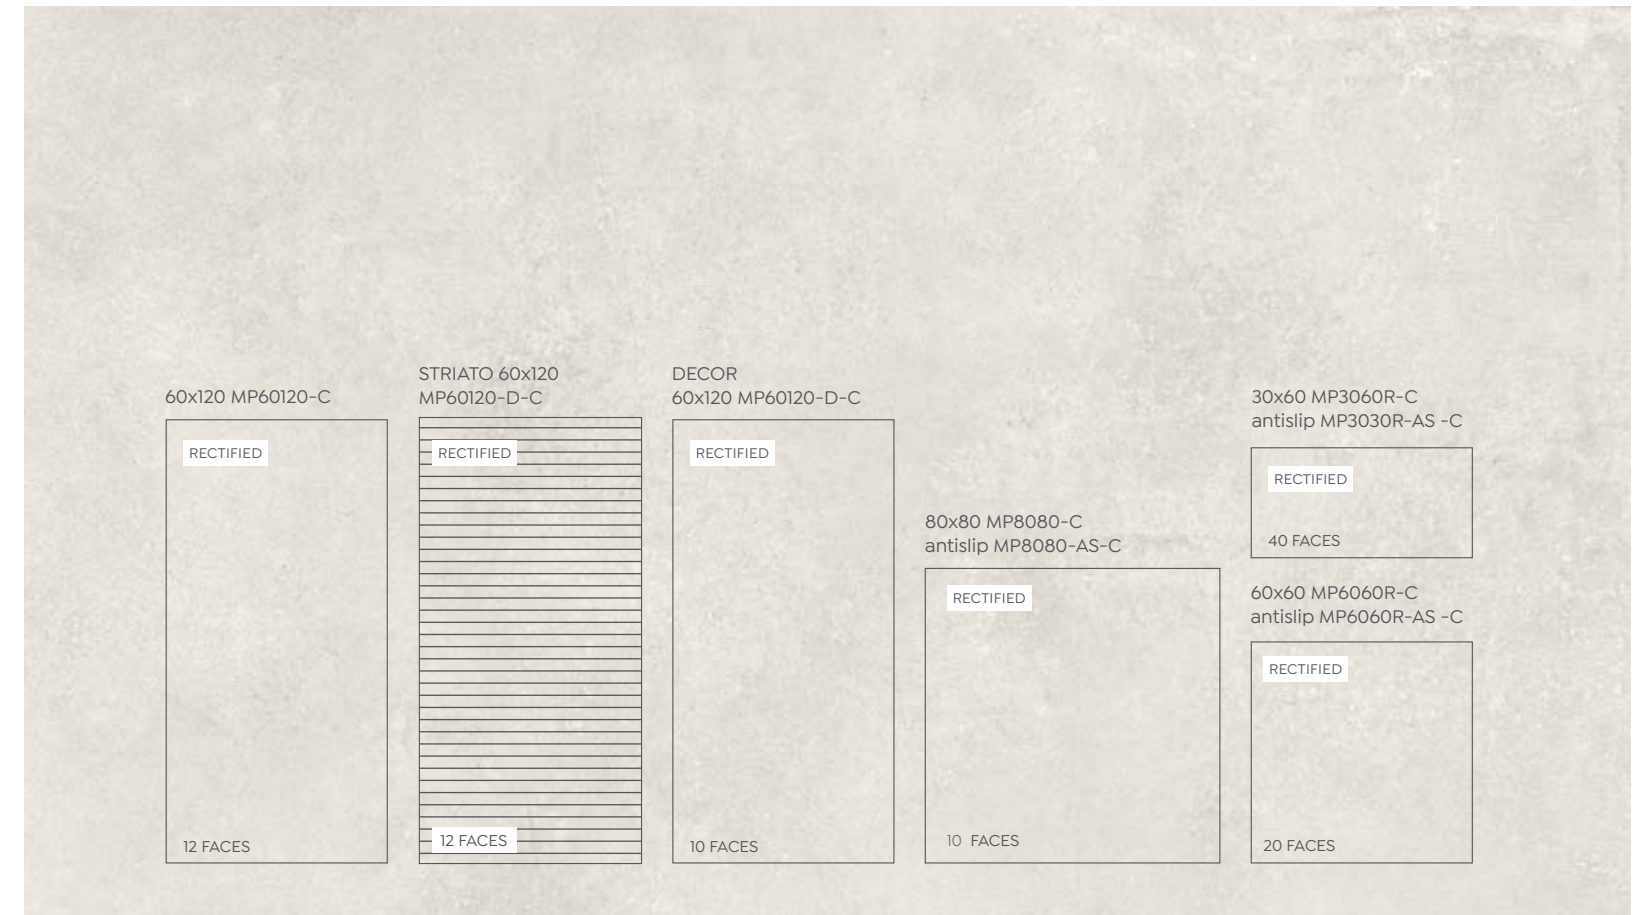 60x120 MP60120-C
RECTIFIED
12 FACES
STRIATO 60x120
MP60120-D-C
RECTIFIED
12 FACES
DECOR
60x120 MP60120-D-C
RECTIFIED
10 FACES
80x80 MP8080-C
antislip MP8080-AS-C
RECTIFIED
10 FACES
30x60 MP3060R-C
antislip MP3030R-AS -C
RECTIFIED
40 FACES
60x60 MP6060R-C
antislip MP6060R-AS -C
RECTIFIED
20 FACES